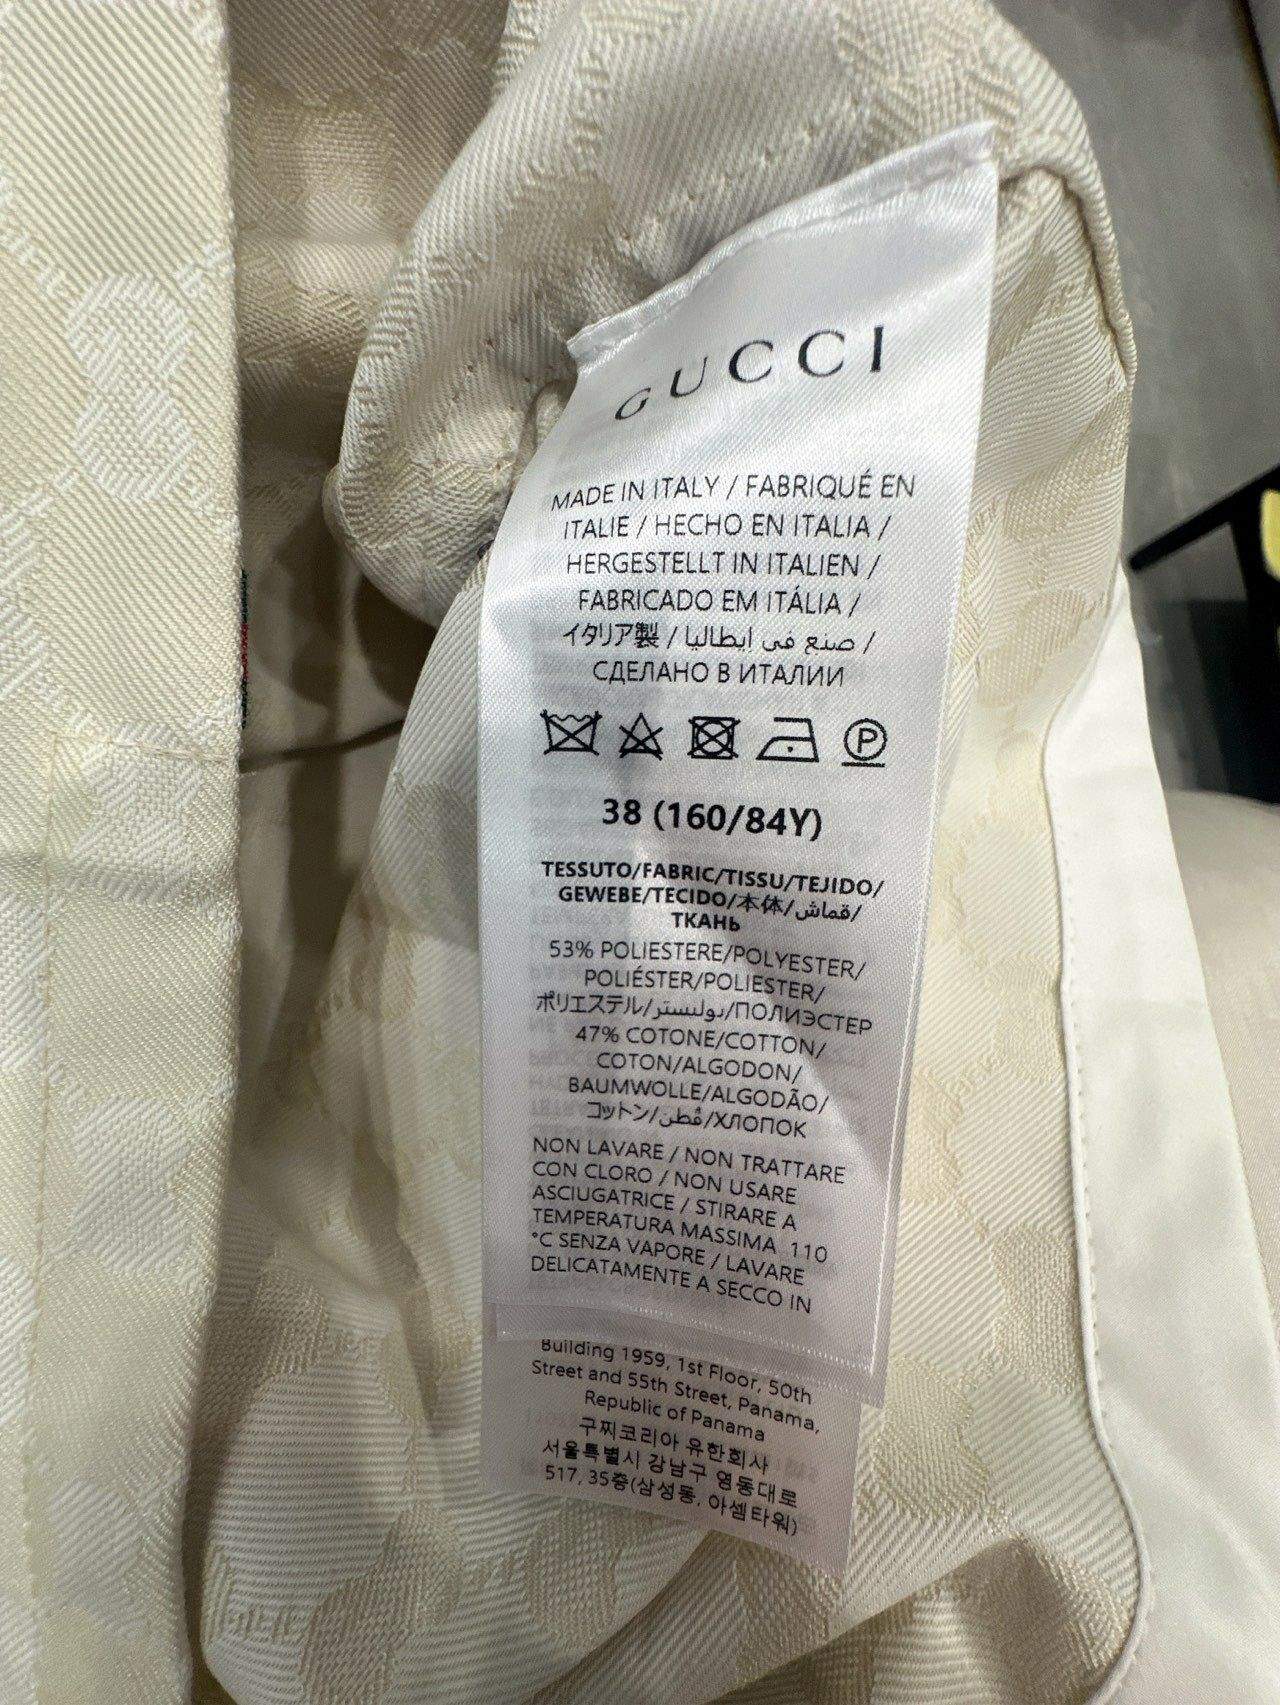 GUCCI
MADE IN ITALY / FABRIQUÉ EN
ITALIE / HECHO EN ITALIA /
HERGESTELLT IN ITALIEN /
FABRICADO EM ITÁLIA /
イタリア製 / صنع في إيطاليا /
СДЕЛАНО В ИТАЛИИ
P
38 (160/84Y)
TESSUTO/FABRIC/TISSU/TEJIDO/
GEWEBE/TECIDO/本体/قماش/
ТКАНЬ
53% POLIESTERE/POLYESTER/
POLIÉSTER/POLIESTER/
ポリエステル/بوليستر/ПОЛИЭСТЕР
47% COTONE/COTTON/
COTON/ALGODON/
BAUMWOLLE/ALGODÃO/
コットン/قُطن/ХЛОПОК
NON LAVARE / NON TRATTARE
CON CLORO / NON USARE
ASCIUGATRICE / STIRARE A
TEMPERATURA MASSIMA 110
°C SENZA VAPORE / LAVARE
DELICATAMENTE A SECCO IN
Building 1959, 1st Floor, 50th
Street and 55th Street, Panama,
Republic of Panama
구찌코리아 유한회사
서울특별시 강남구 영동대로
517, 35층(삼성동, 아셈타워)